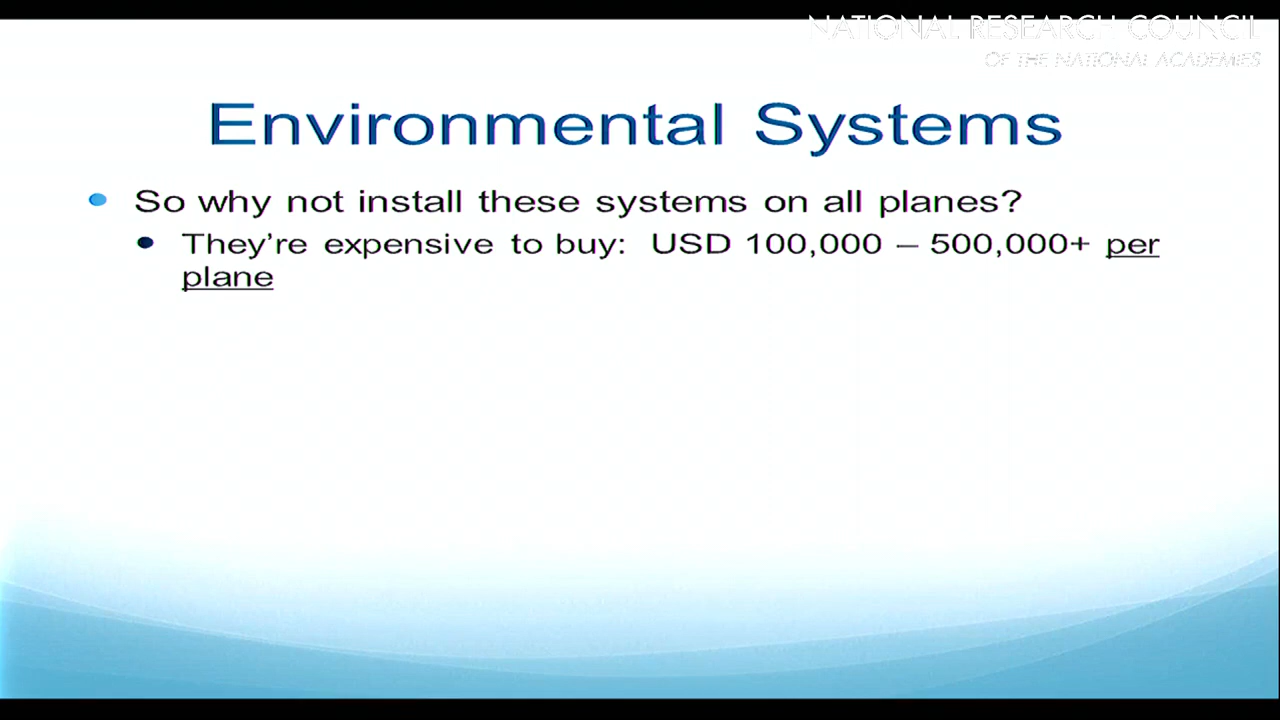 NATIONAL RESEARCH COUNCIL
OF THE NATIONAL ACADEMIES
Environmental Systems
So why not install these systems on all planes?
They’re expensive to buy: USD 100,000 – 500,000+ per
plane